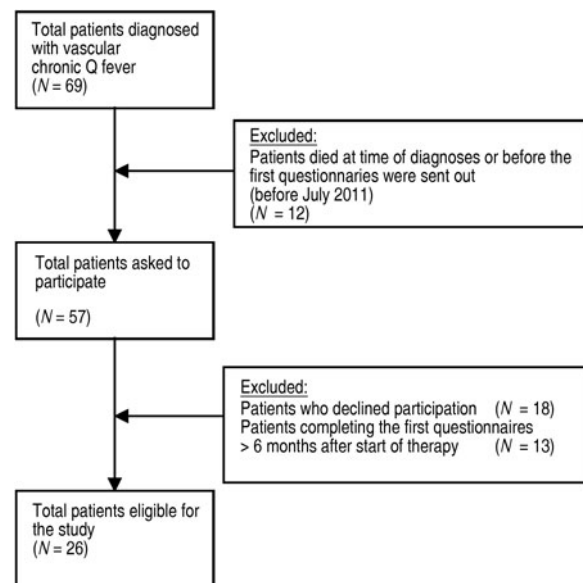 Total patients diagnosed
with vascular
chronic Q fever
(N = 69)
Excluded:
Patients died at time of diagnoses or before the
first questionnaries were sent out
(before July 2011)
(N = 12)
Total patients asked to
participate
(N = 57)
Excluded:
Patients who declined participation (N = 18)
Patients completing the first questionnaires
> 6 months after start of therapy (N = 13)
Total patients eligible for
the study
(N = 26)